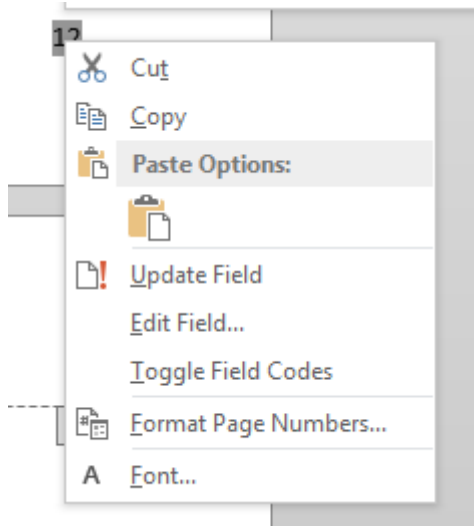 12
Cut
Copy
Paste Options:
Update Field
Edit Field...
Toggle Field Codes
Format Page Numbers...
A Font...